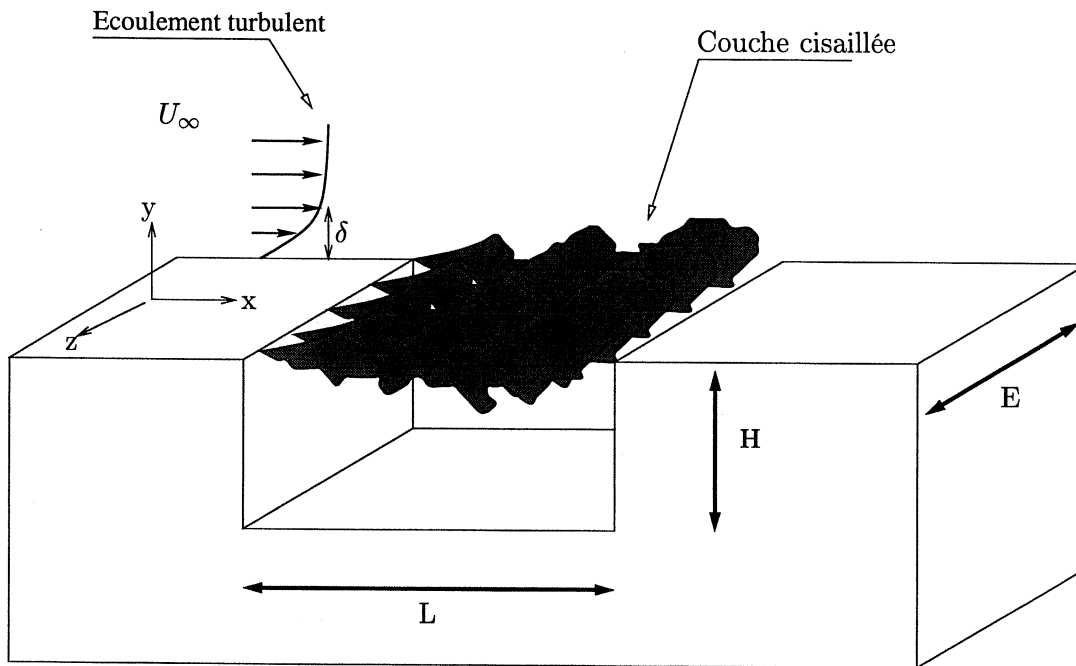 Ecoulement turbulent
Couche cisaillée
U∞
y
δ
x
z
E
H
L